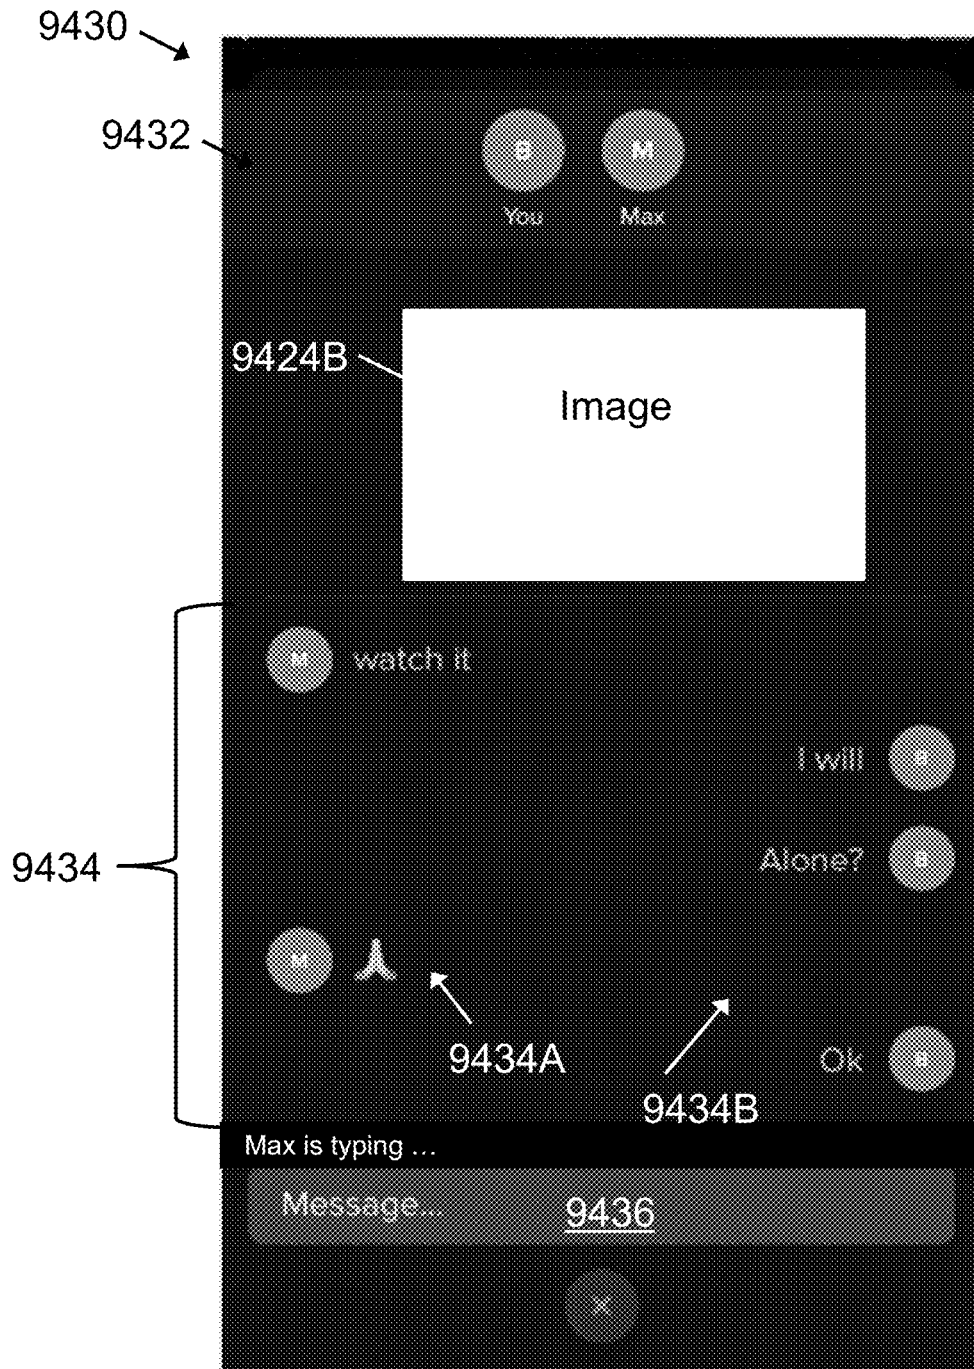 9430
9432
B M
You Max
9424B
Image
M watch it
I will B
Alone? B
9434
M
9434A
Ok B
9434B
Max is typing ...
Message...
9436
X